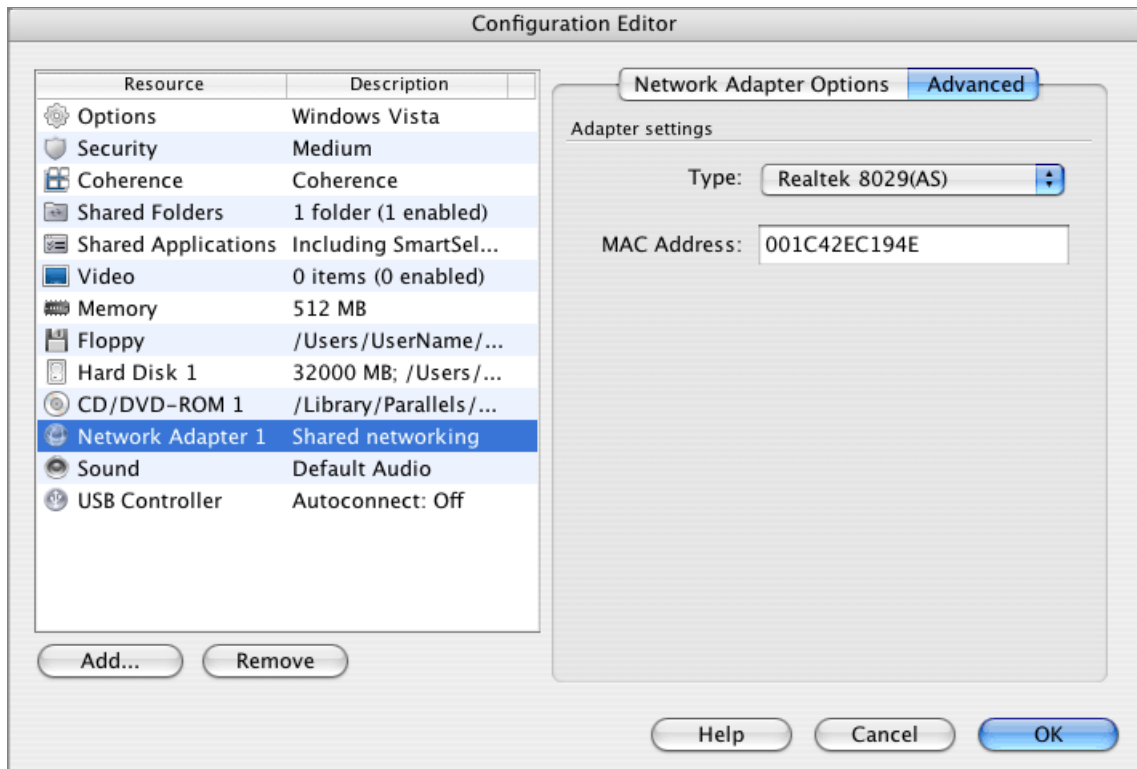 Configuration Editor
Resource Description
Options Windows Vista
Security Medium
Coherence Coherence
Shared Folders 1 folder (1 enabled)
Shared Applications Including SmartSel...
Video 0 items (0 enabled)
Memory 512 MB
Floppy /Users/UserName/...
Hard Disk 1 32000 MB; /Users/...
CD/DVD-ROM 1 /Library/Parallels/...
Network Adapter 1 Shared networking
Sound Default Audio
USB Controller Autoconnect: Off
Add... Remove
Network Adapter Options Advanced
Adapter settings
Type: Realtek 8029(AS)
MAC Address: 001C42EC194E
Help Cancel OK